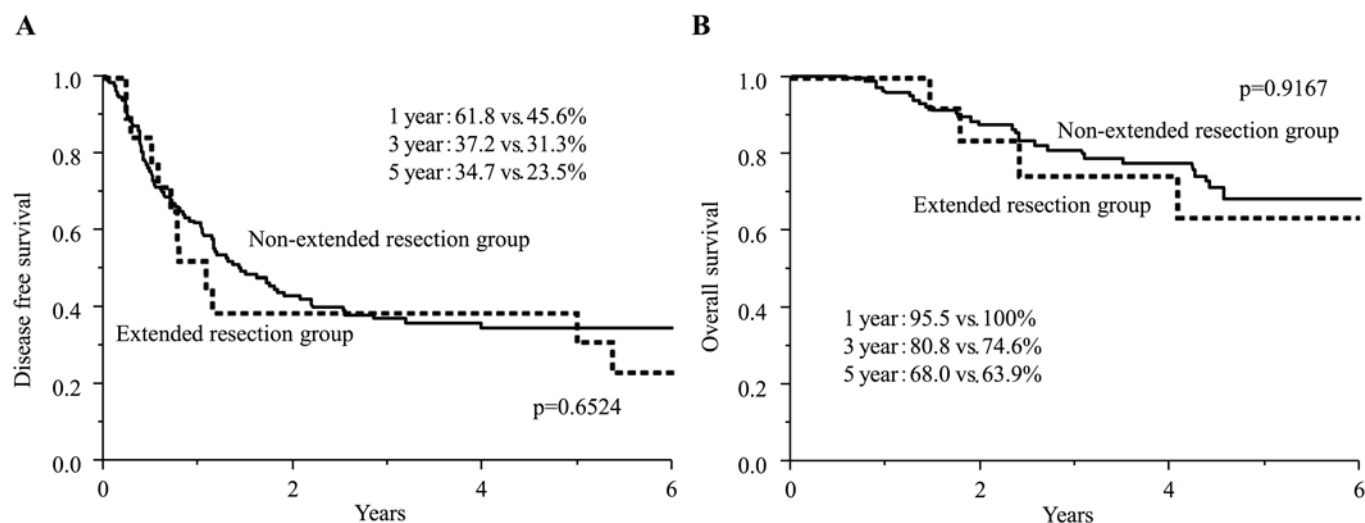 A
1.0
0.8
0.6
0.4
0.2
0.0
Disease free survival
1 year : 61.8 vs. 45.6%
3 year : 37.2 vs. 31.3%
5 year : 34.7 vs. 23.5%
Non-extended resection group
Extended resection group
p=0.6524
0
2
4
6
Years
B
1.0
0.8
0.6
0.4
0.2
0.0
Overall survival
p=0.9167
Non-extended resection group
Extended resection group
1 year : 95.5 vs. 100%
3 year : 80.8 vs. 74.6%
5 year : 68.0 vs. 63.9%
0
2
4
6
Years